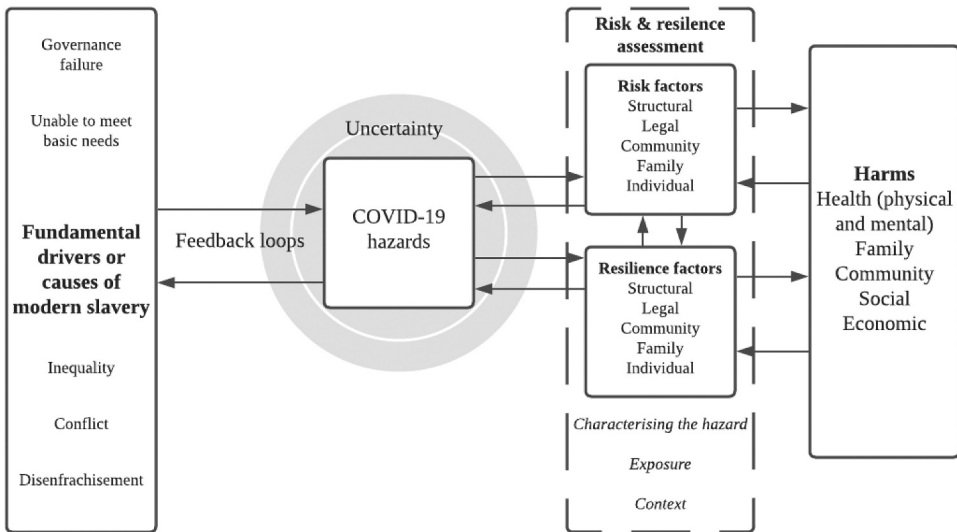 Governance
failure
Unable to meet
basic needs
Fundamental
drivers or
causes of
modern slavery
Inequality
Conflict
Disenfrachisement
Feedback loops
Uncertainty
COVID-19
hazards
Risk & resilence
assessment
Risk factors
Structural
Legal
Community
Family
Individual
Resilience factors
Structural
Legal
Community
Family
Individual
Characterising the hazard
Exposure
Context
Harms
Health (physical
and mental)
Family
Community
Social
Economic